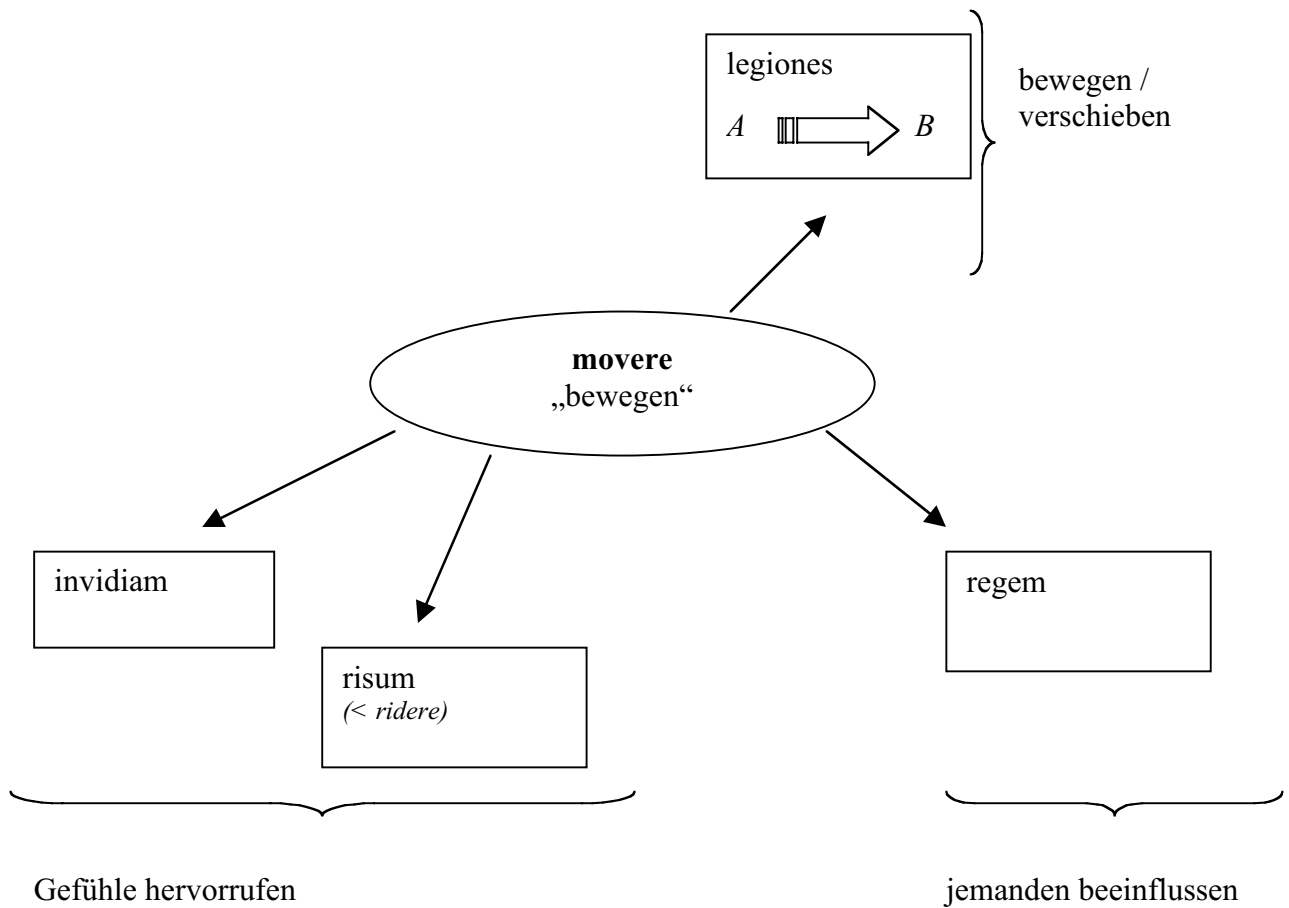 legiones
A B
bewegen /
verschieben
movere
„bewegen“
invidiam
risum
(< ridere)
regem
Gefühle hervorrufen
jemanden beeinflussen